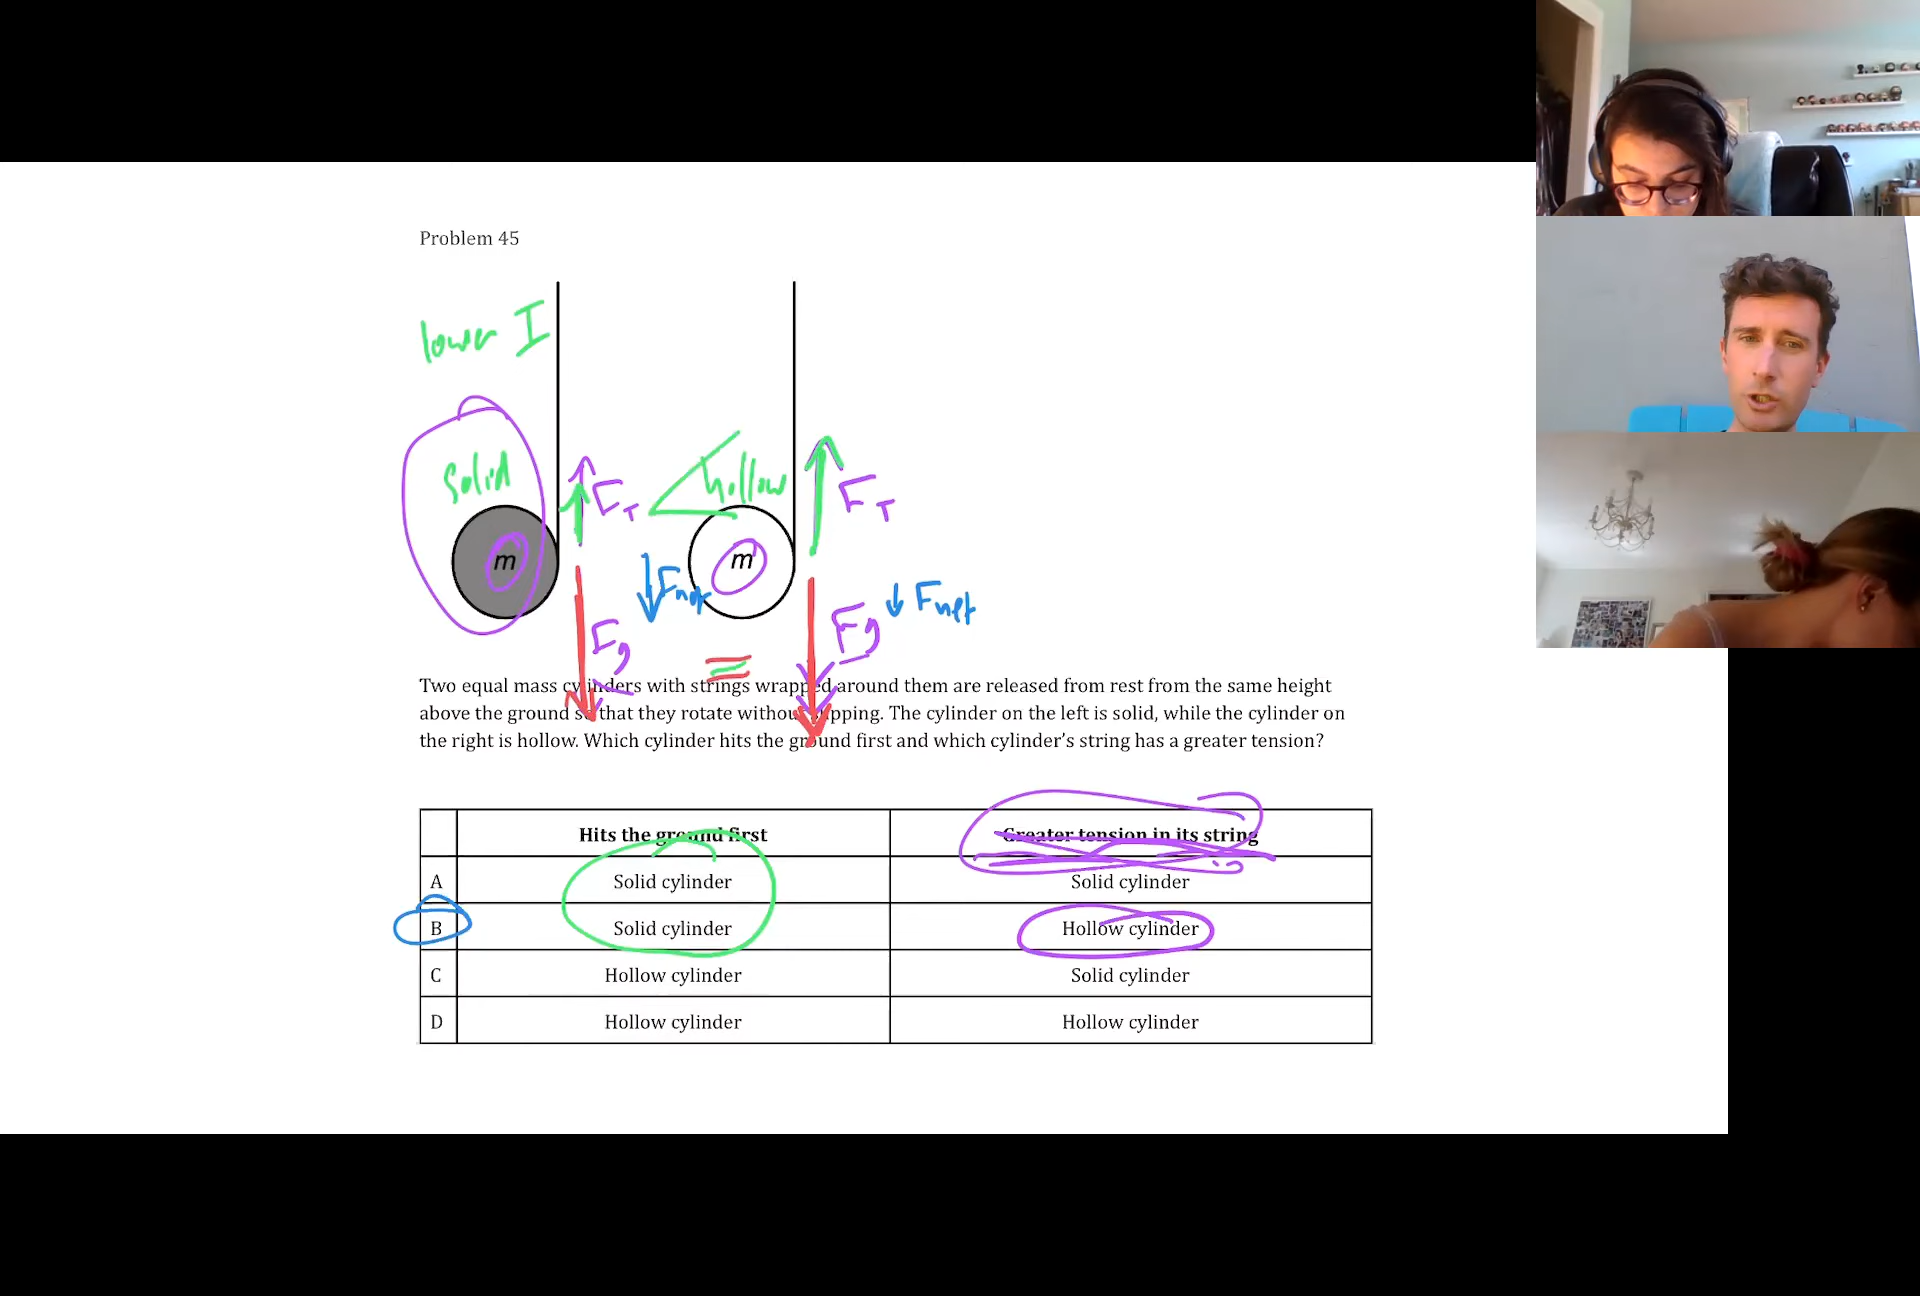 Problem 45
lower I
solid
hollow
F_T
F_T
m
m
Fnet
Fnet
Fg
Fg
=
Two equal mass cylinders with strings wrapped around them are released from rest from the same height
above the ground so that they rotate without slipping. The cylinder on the left is solid, while the cylinder on
the right is hollow. Which cylinder hits the ground first and which cylinder's string has a greater tension?
Hits the ground first Greater tension in its string
A Solid cylinder Solid cylinder
B Solid cylinder Hollow cylinder
C Hollow cylinder Solid cylinder
D Hollow cylinder Hollow cylinder